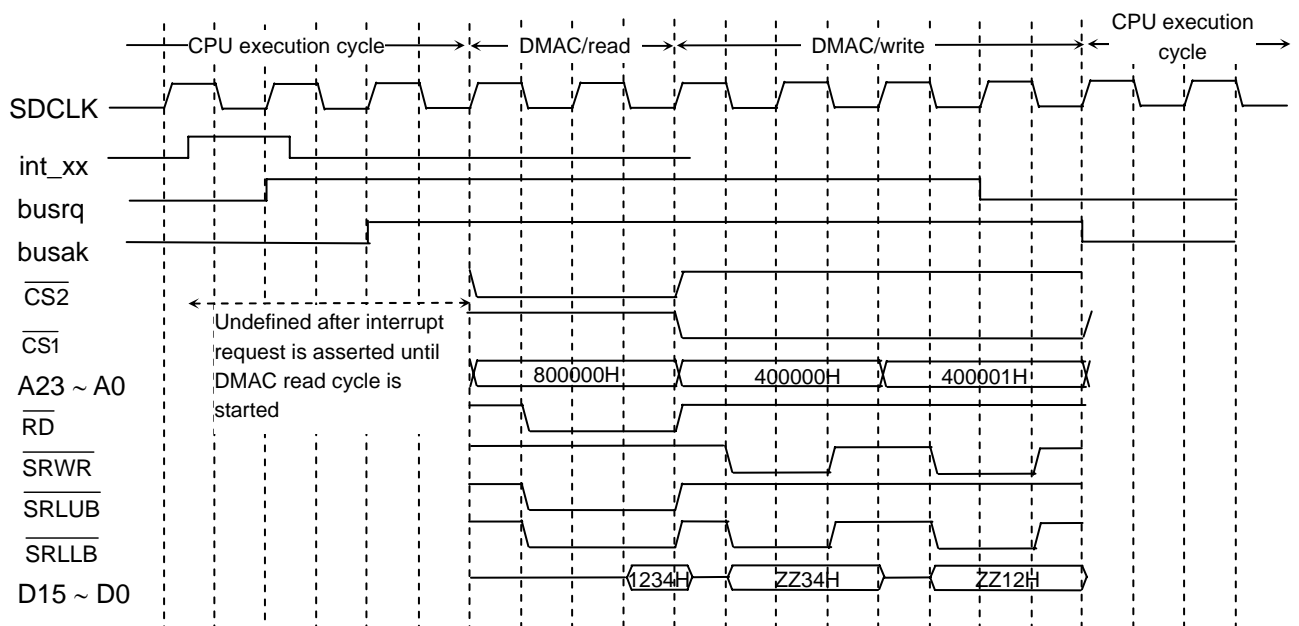 CPU execution cycle
DMAC/read
DMAC/write
CPU execution
cycle
SDCLK
int_xx
busrq
busak
CS2
Undefined after interrupt
request is asserted until
DMAC read cycle is
started
CS1
A23 ~ A0
800000H
400000H
400001H
RD
SRWR
SRLUB
SRLLB
D15 ~ D0
1234H
ZZ34H
ZZ12H